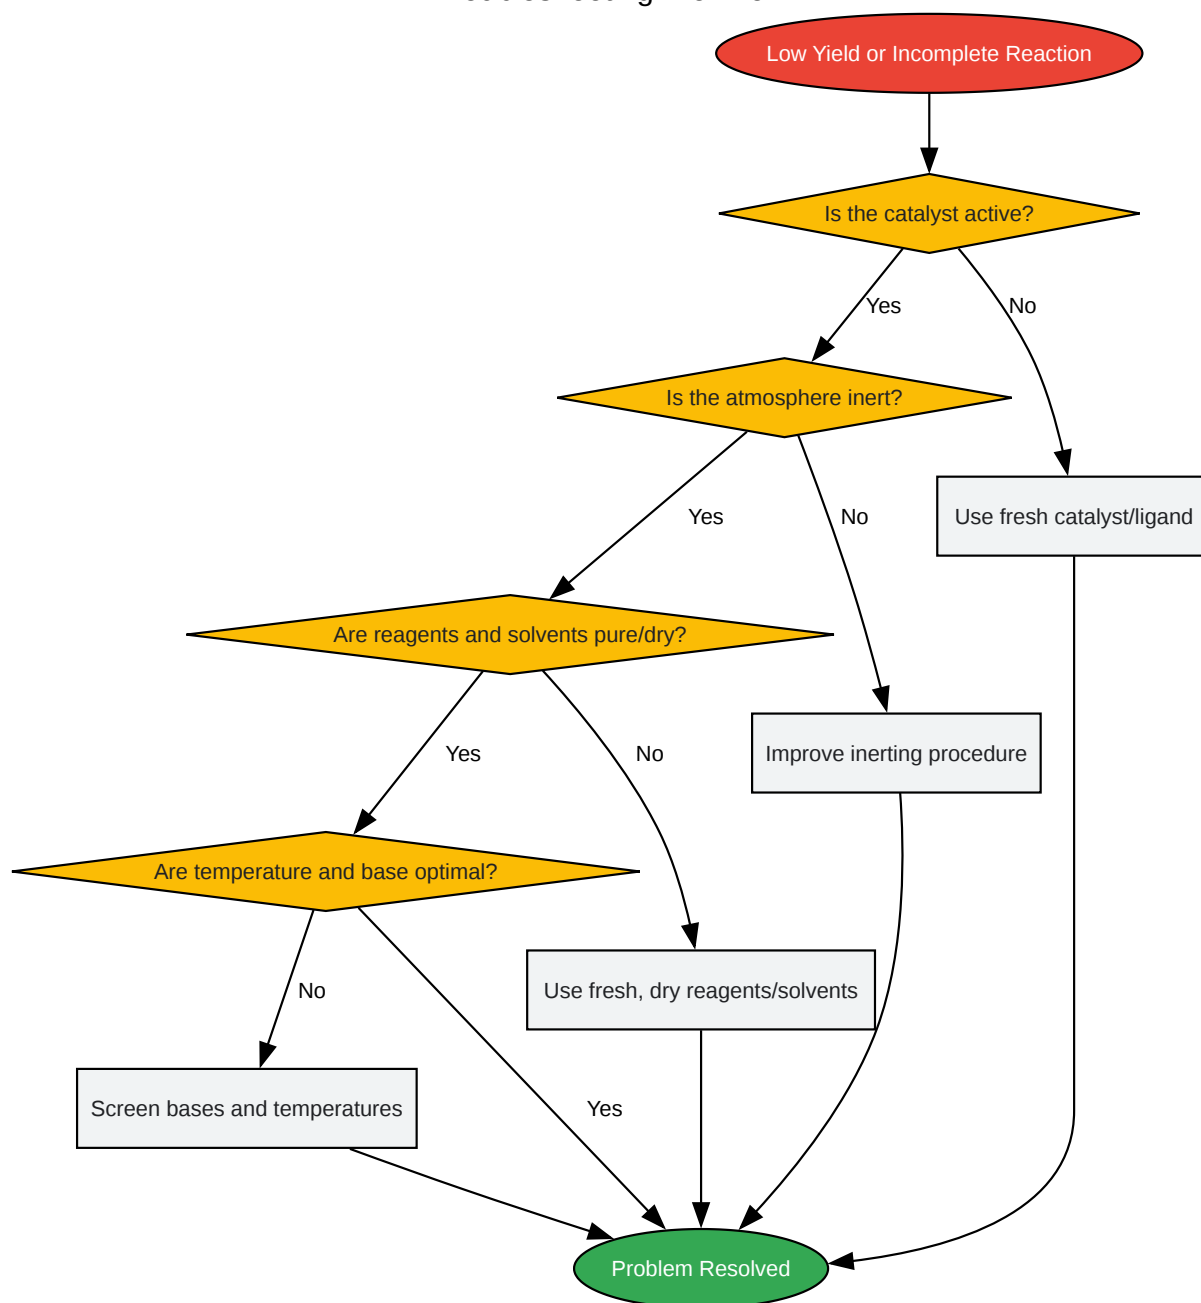 Low Yield or Incomplete Reaction
Is the catalyst active?
Yes
No
Is the atmosphere inert?
Yes
No
Use fresh catalyst/ligand
Are reagents and solvents pure/dry?
Yes
No
Improve inerting procedure
Are temperature and base optimal?
No
Use fresh, dry reagents/solvents
Screen bases and temperatures
Yes
Problem Resolved